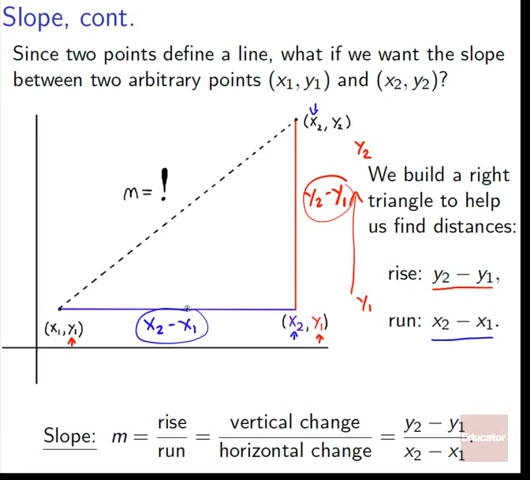 Slope, cont.
Since two points define a line, what if we want the slope
between two arbitrary points (x₁, y₁) and (x₂, y₂)?
(x₂, y₂)
y₂
m = !
We build a right
y₂ - y₁
triangle to help
us find distances:
rise: y₂ − y₁,
y₁
(x₁, y₁)
x₂ - x₁
(x₂, y₁)
run: x₂ − x₁.
Slope: m = rise/run = vertical change/horizontal change = y₂ − y₁/x₂ − x₁.
Educator